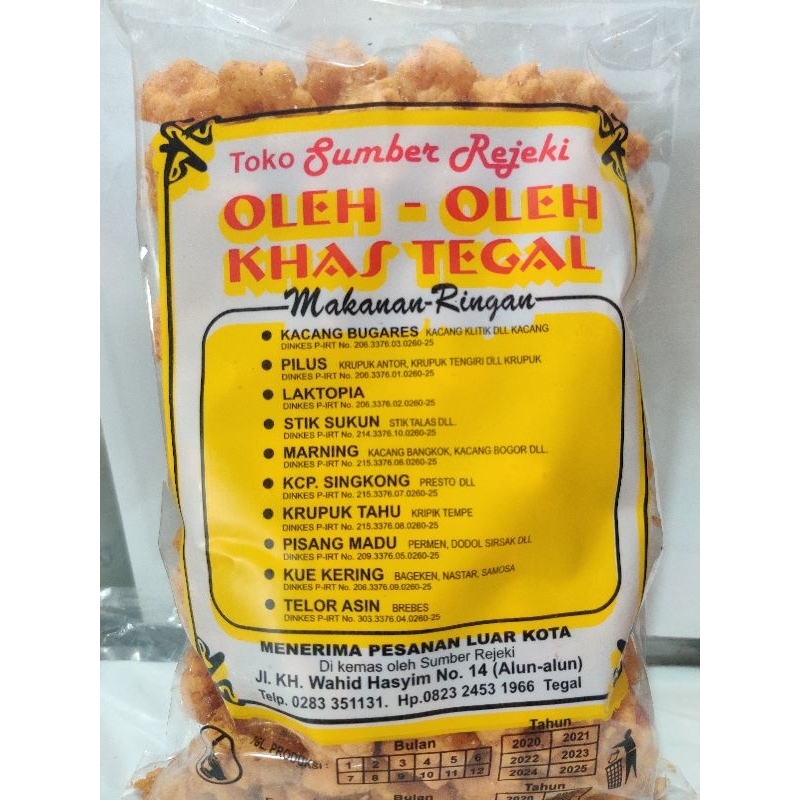 Toko Sumber Rejeki
OLEH - OLEH
KHAS TEGAL
Makanan-Ringan
• KACANG BUGARES KACANG KLITIK DLL KACANG
DINKES P-IRT No. 206.3376.03.0260-25
• PILUS KRUPUK ANTOR, KRUPUK TENGIRI DLL KRUPUK
DINKES P-IRT No. 206.3376.01.0260-25
• LAKTOPIA
DINKES P-IRT No. 206.3376.02.0260-25
• STIK SUKUN STIK TALAS DLL.
DINKES P-IRT No. 214.3376.10.0260-25
• MARNING KACANG BANGKOK, KACANG BOGOR DLL.
DINKES P-IRT No. 215.3376.06.0260-25
• KCP. SINGKONG PRESTO DLL
DINKES P-IRT No. 215.3376.07.0260-25
• KRUPUK TAHU KRIPIK TEMPE
DINKES P-IRT No. 215.3376.08.0260-25
• PISANG MADU PERMEN, DODOL SIRSAK DLL
DINKES P-IRT No. 209.3376.05.0260-25
• KUE KERING BAGEKEN, NASTAR, SAMOSA
DINKES P-IRT No. 206.3376.09.0260-25
• TELOR ASIN BREBES
DINKES P-IRT No. 303.3376.04.0260-25
MENERIMA PESANAN LUAR KOTA
Di kemas oleh Sumber Rejeki
Jl. KH. Wahid Hasyim No. 14 (Alun-alun)
Telp. 0283 351131. Hp.0823 2453 1966 Tegal
Bulan Tahun
PRODUKSI : 1 2 3 4 5 6 2020 2021
7 8 9 10 11 12 2022 2023
2024 2025
Bulan Tahun
2020